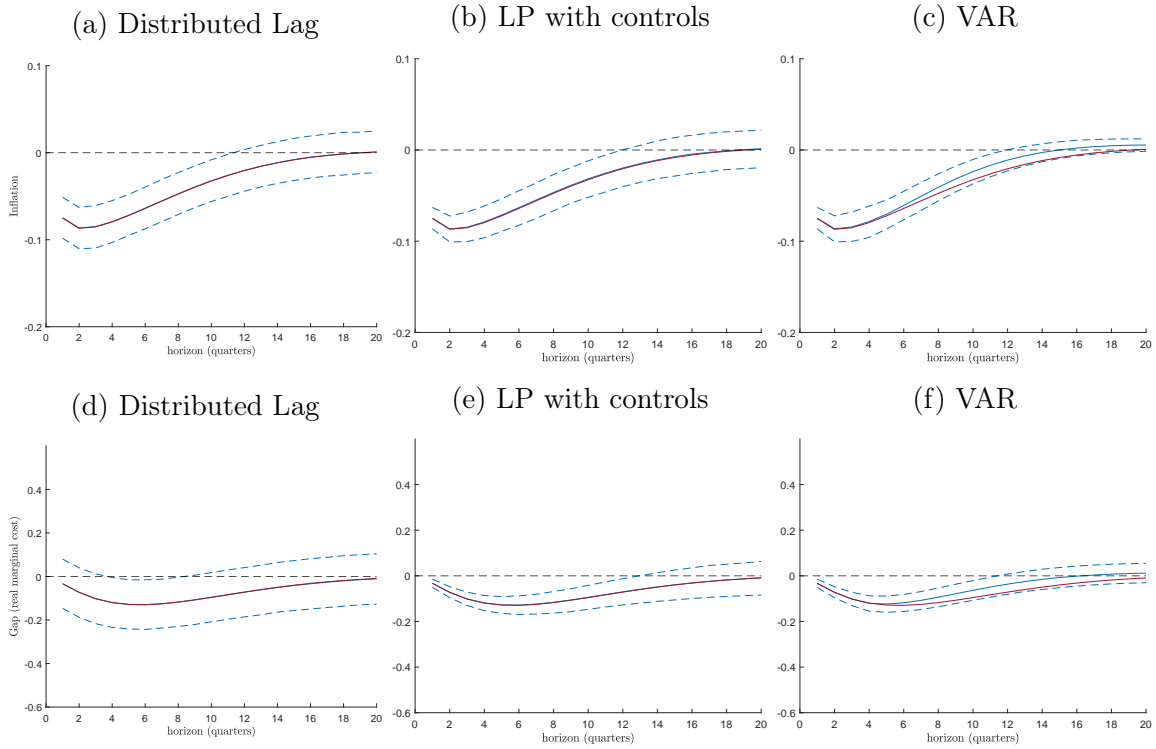 (a) Distributed Lag
(b) LP with controls
(c) VAR
0.1
0
-0.1
-0.2
Inflation
0 2 4 6 8 10 12 14 16 18 20
horizon (quarters)
0.1
0
-0.1
-0.2
0 2 4 6 8 10 12 14 16 18 20
horizon (quarters)
0.1
0
-0.1
-0.2
0 2 4 6 8 10 12 14 16 18 20
horizon (quarters)
(d) Distributed Lag
(e) LP with controls
(f) VAR
0.4
0.2
0
-0.2
-0.4
-0.6
Gap (real marginal cost)
0 2 4 6 8 10 12 14 16 18 20
horizon (quarters)
0.4
0.2
0
-0.2
-0.4
-0.6
0 2 4 6 8 10 12 14 16 18 20
horizon (quarters)
0.4
0.2
0
-0.2
-0.4
-0.6
0 2 4 6 8 10 12 14 16 18 20
horizon (quarters)